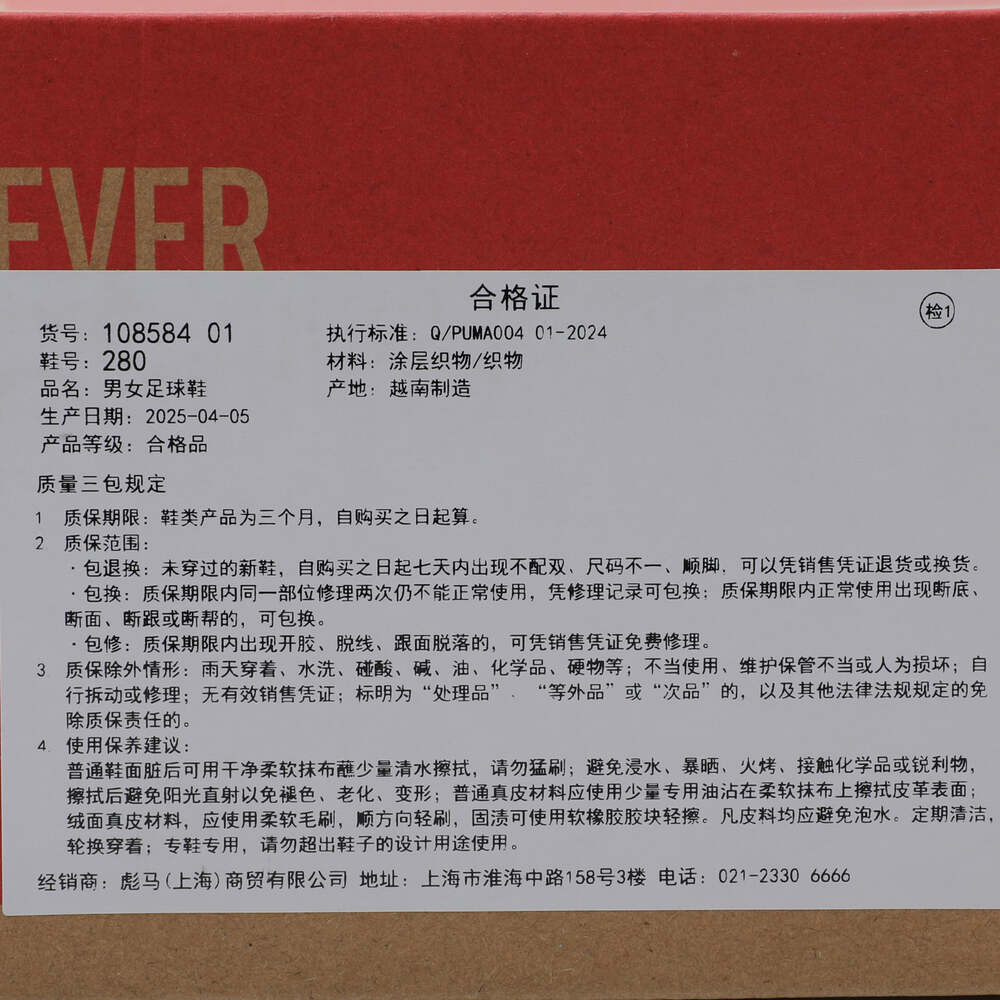 EVER
合格证
检1
货号：108584 01
执行标准：Q/PUMA004 01-2024
鞋号：280
材料：涂层织物/织物
品名：男女足球鞋
产地：越南制造
生产日期：2025-04-05
产品等级：合格品
质量三包规定
1 质保期限：鞋类产品为三个月，自购买之日起算。
2 质保范围：
·包退换：未穿过的新鞋，自购买之日起七天内出现不配双、尺码不一、顺脚，可以凭销售凭证退货或换货。
·包换：质保期限内同一部位修理两次仍不能正常使用，凭修理记录可包换；质保期限内正常使用出现断底、
断面、断跟或断帮的，可包换。
·包修：质保期限内出现开胶、脱线、跟面脱落的，可凭销售凭证免费修理。
3 质保除外情形：雨天穿着、水洗、碰酸、碱、油、化学品、硬物等；不当使用、维护保管不当或人为损坏；自
行拆动或修理；无有效销售凭证；标明为“处理品”、“等外品”或“次品”的，以及其他法律法规规定的免
除质保责任的。
4 使用保养建议：
普通鞋面脏后可用干净柔软抹布蘸少量清水擦拭，请勿猛刷；避免浸水、暴晒、火烤、接触化学品或锐利物，
擦拭后避免阳光直射以免褪色、老化、变形；普通真皮材料应使用少量专用油沾在柔软抹布上擦拭皮革表面；
绒面真皮材料，应使用柔软毛刷，顺方向轻刷，固渍可使用软橡胶胶块轻擦。凡皮料均应避免泡水。定期清洁，
轮换穿着；专鞋专用，请勿超出鞋子的设计用途使用。
经销商：彪马(上海)商贸有限公司 地址：上海市淮海中路158号3楼 电话：021-2330 6666